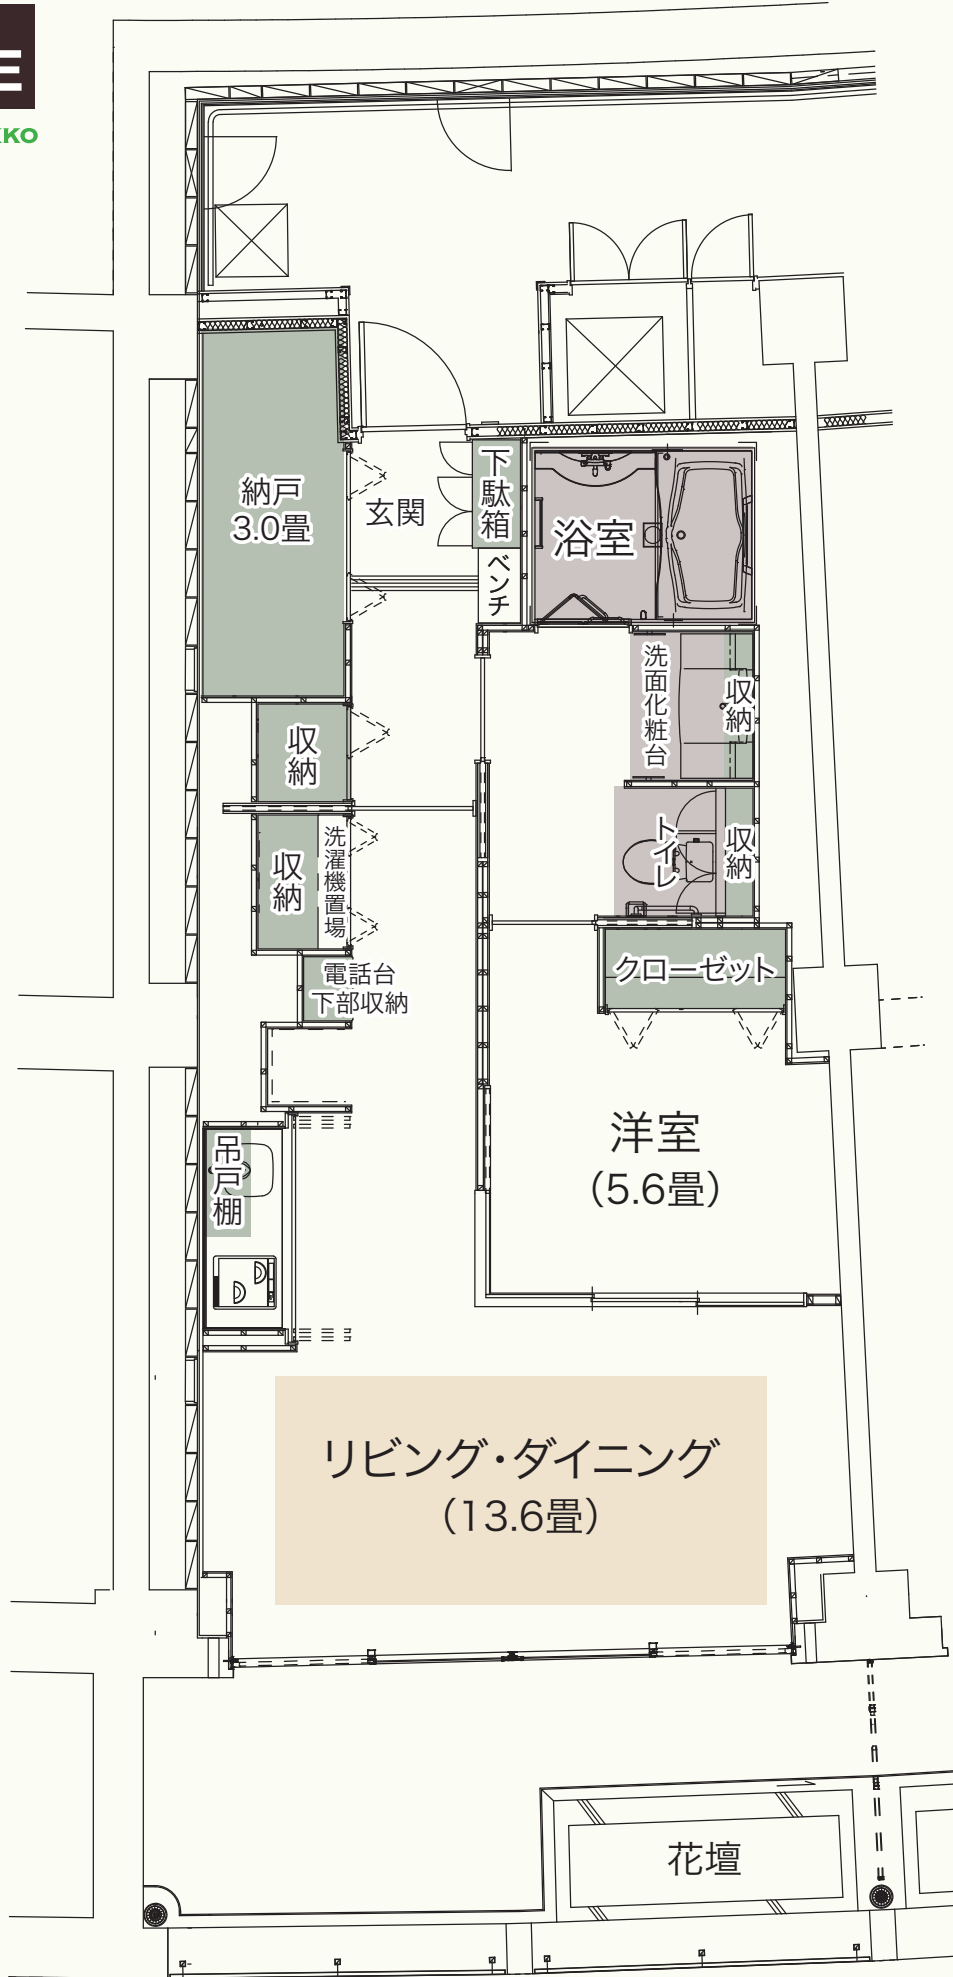 E
KKO
納戸
3.0畳
玄関
下駄箱
ベンチ
浴室
洗面化粧台
収納
収納
トイレ
収納
収納
洗濯機置場
電話台
下部収納
クローゼット
吊戸棚
洋室
（5.6畳）
リビング・ダイニング
（13.6畳）
花壇